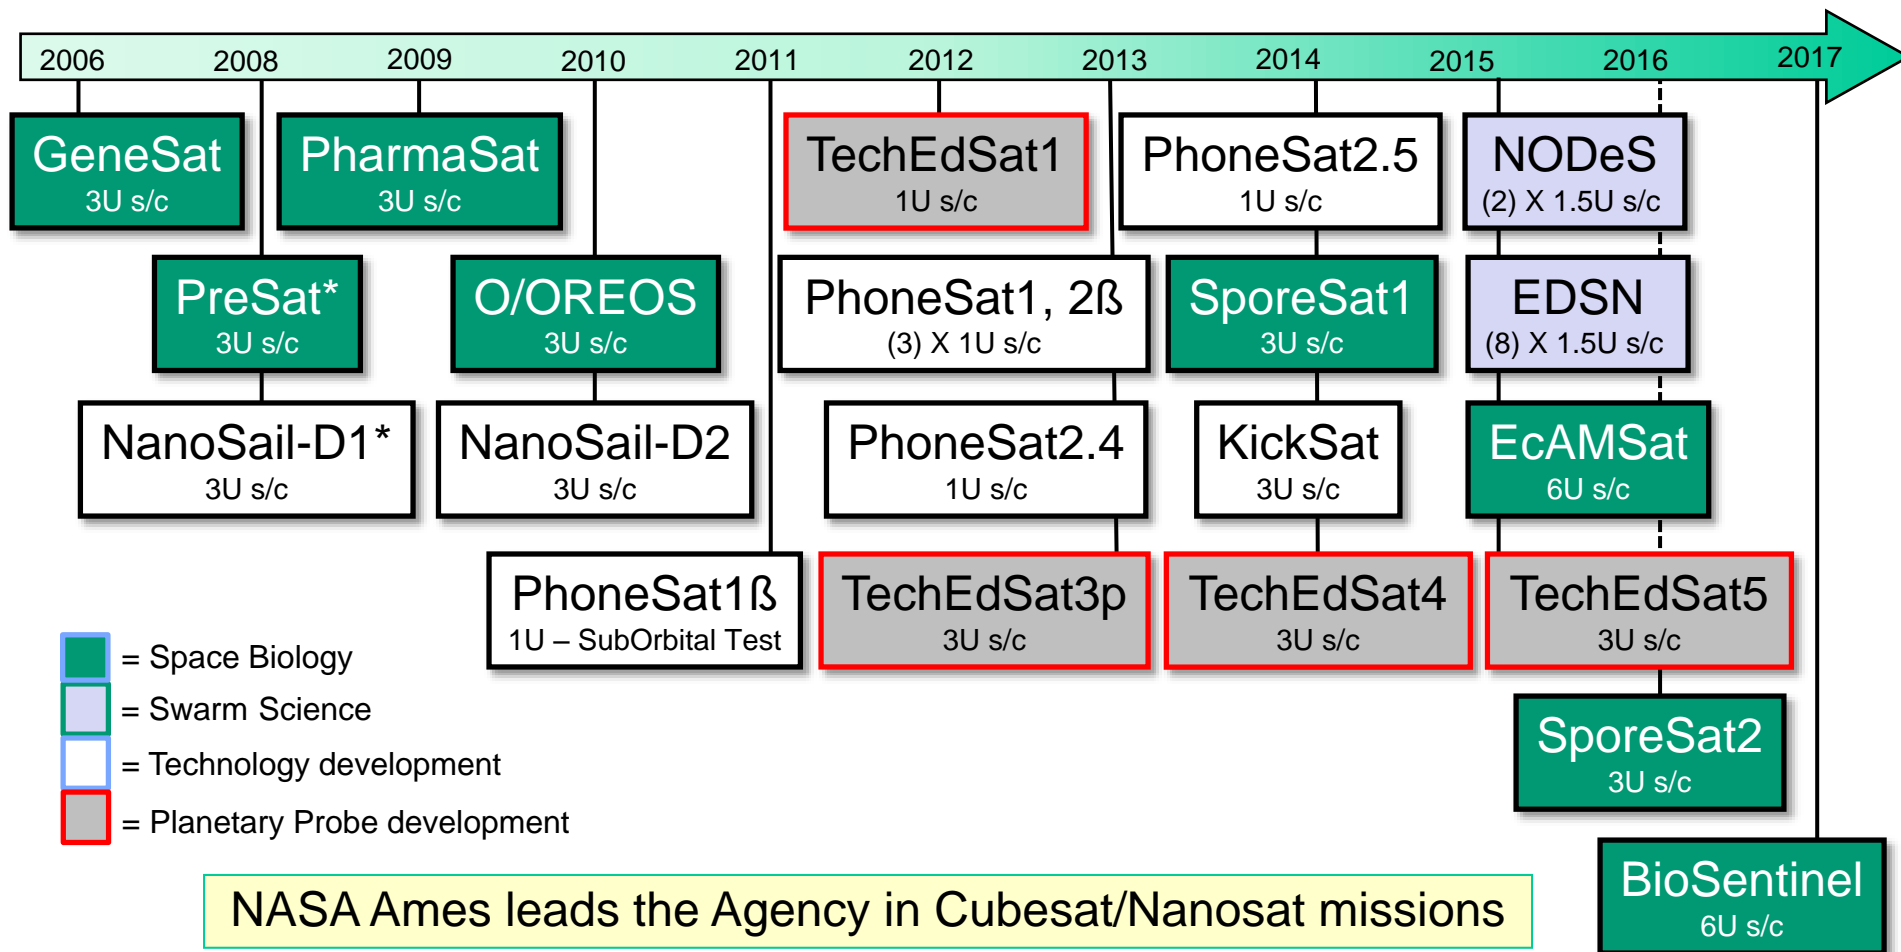 2006 2008 2009 2010 2011 2012 2013 2014 2015 2016 2017
GeneSat
3U s/c
PharmaSat
3U s/c
TechEdSat1
1U s/c
PhoneSat2.5
1U s/c
NODeS
(2) X 1.5U s/c
PreSat*
3U s/c
O/OREOS
3U s/c
PhoneSat1, 2ß
(3) X 1U s/c
SporeSat1
3U s/c
EDSN
(8) X 1.5U s/c
NanoSail-D1*
3U s/c
NanoSail-D2
3U s/c
PhoneSat2.4
1U s/c
KickSat
3U s/c
EcAMSat
6U s/c
PhoneSat1ß
1U – SubOrbital Test
TechEdSat3p
3U s/c
TechEdSat4
3U s/c
TechEdSat5
3U s/c
= Space Biology
= Swarm Science
= Technology development
= Planetary Probe development
SporeSat2
3U s/c
BioSentinel
6U s/c
NASA Ames leads the Agency in Cubesat/Nanosat missions